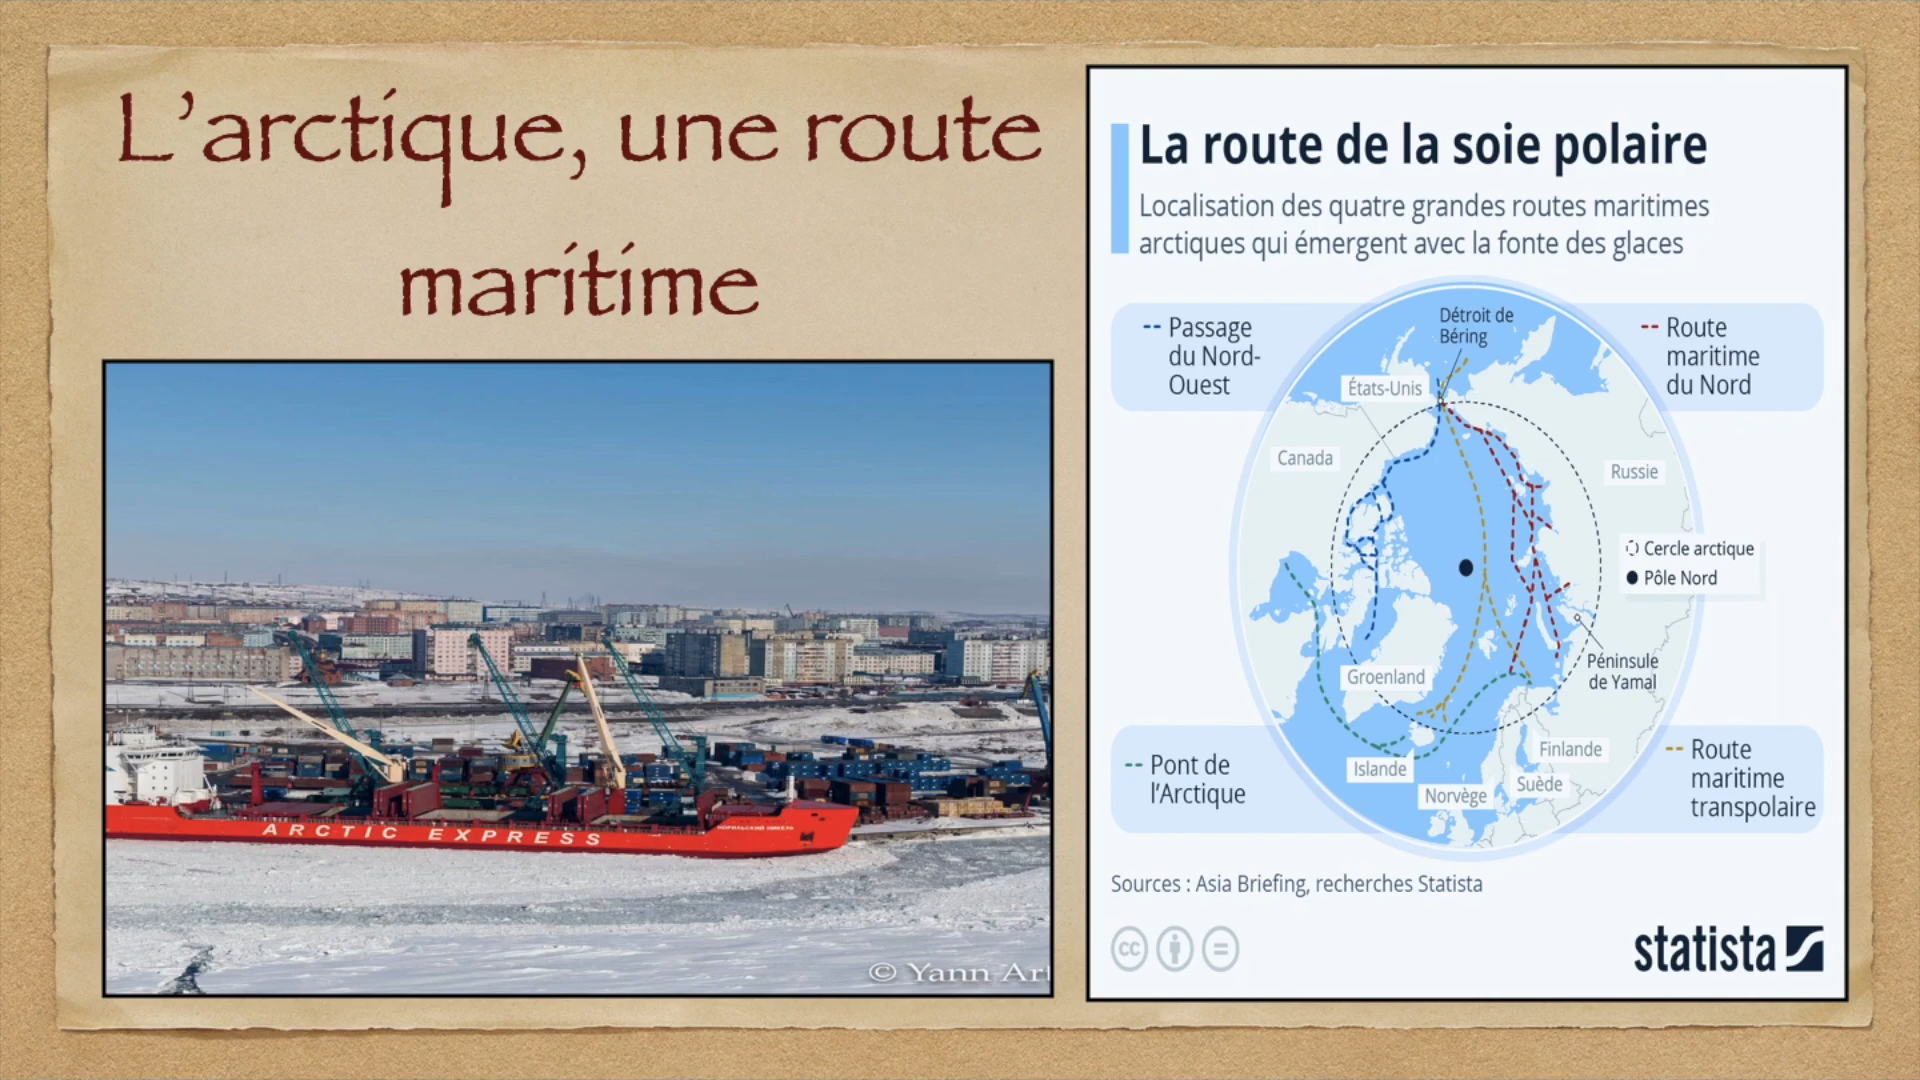 L'arctique, une route
maritime
ARCTIC EXPRESS
НОРИЛЬСКИЙ НИКЕЛЬ
© Yann Art
La route de la soie polaire
Localisation des quatre grandes routes maritimes
arctiques qui émergent avec la fonte des glaces
Passage
du Nord-
Ouest
Détroit de
Béring
Route
maritime
du Nord
États-Unis
Canada
Russie
Cercle arctique
Pôle Nord
Péninsule
de Yamal
Groenland
Islande
Norvège
Suède
Finlande
Pont de
l'Arctique
Route
maritime
transpolaire
Sources : Asia Briefing, recherches Statista
cc
statista